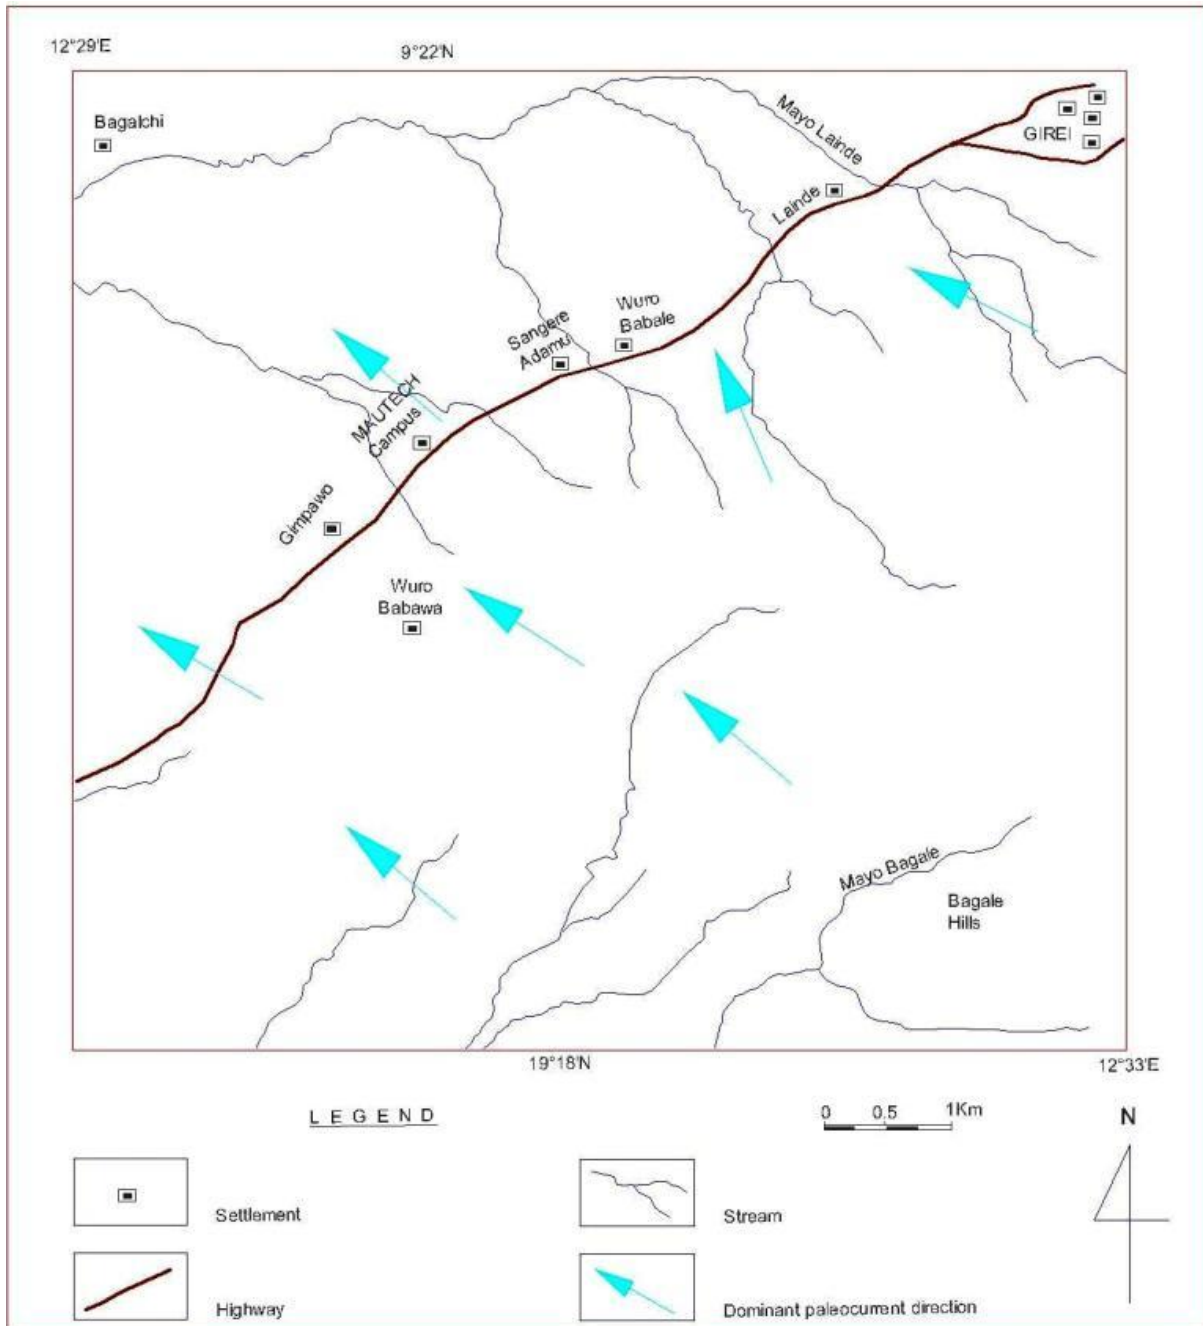 12°29'E
9°22'N
Bagalchi
Mayo Lainde
GIREI
Lainde
Wuro
Babale
Sangere
Adamu
MAUTECH
Campus
Gimpawo
Wuro
Babawa
Mayo Bagale
Bagale
Hills
19°18'N
12°33'E
LEGEND
0 0.5 1Km
N
Settlement
Stream
Highway
Dominant paleocurrent direction